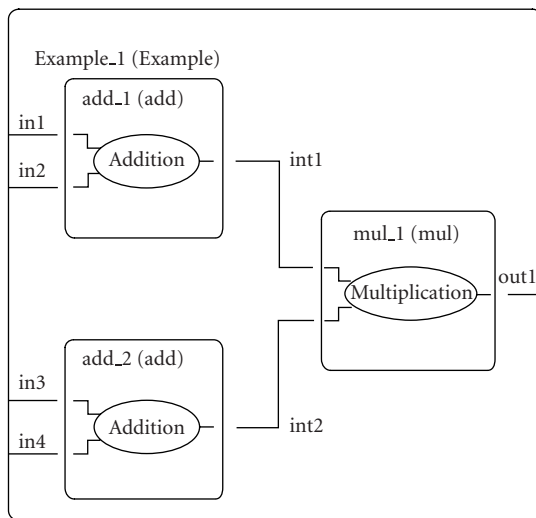 Example_1 (Example)
add_1 (add)
in1
Addition
in2
int1
mul_1 (mul)
out1
Multiplication
add_2 (add)
in3
Addition
in4
int2